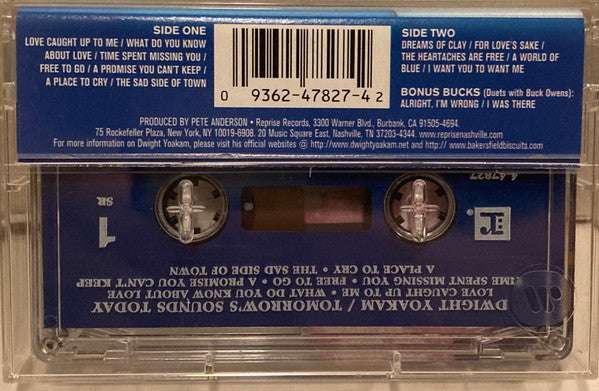 SIDE ONE
LOVE CAUGHT UP TO ME / WHAT DO YOU KNOW
ABOUT LOVE / TIME SPENT MISSING YOU /
FREE TO GO / A PROMISE YOU CAN'T KEEP /
A PLACE TO CRY / THE SAD SIDE OF TOWN
0 9362-47827-4 2
SIDE TWO
DREAMS OF CLAY / FOR LOVE'S SAKE /
THE HEARTACHES ARE FREE / A WORLD OF
BLUE / I WANT YOU TO WANT ME
BONUS BUCKS (Duets with Buck Owens):
ALRIGHT, I'M WRONG / I WAS THERE
PRODUCED BY PETE ANDERSON • Reprise Records, 3300 Warner Blvd., Burbank, CA 91505-4694.
75 Rockefeller Plaza, New York, NY 10019-6908. 20 Music Square East, Nashville, TN 37203-4344. www.reprisenashville.com
For more information on Dwight Yoakam, please visit his official websites @ http://www.dwightyoakam.net and http://www.bakersfieldbiscuits.com
DWIGHT YOAKAM / TOMORROW'S SOUNDS TODAY
LOVE CAUGHT UP TO ME • WHAT DO YOU KNOW ABOUT LOVE
TIME SPENT MISSING YOU • FREE TO GO • A PROMISE YOU CAN'T KEEP
A PLACE TO CRY • THE SAD SIDE OF TOWN
1
SR
4-47827